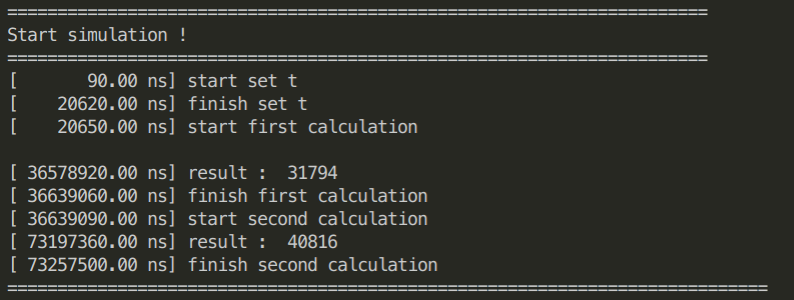 ======================================================================
Start simulation !
======================================================================
[       90.00 ns] start set t
[    20620.00 ns] finish set t
[    20650.00 ns] start first calculation

[ 36578920.00 ns] result :  31794
[ 36639060.00 ns] finish first calculation
[ 36639090.00 ns] start second calculation
[ 73197360.00 ns] result :  40816
[ 73257500.00 ns] finish second calculation
============================================================================